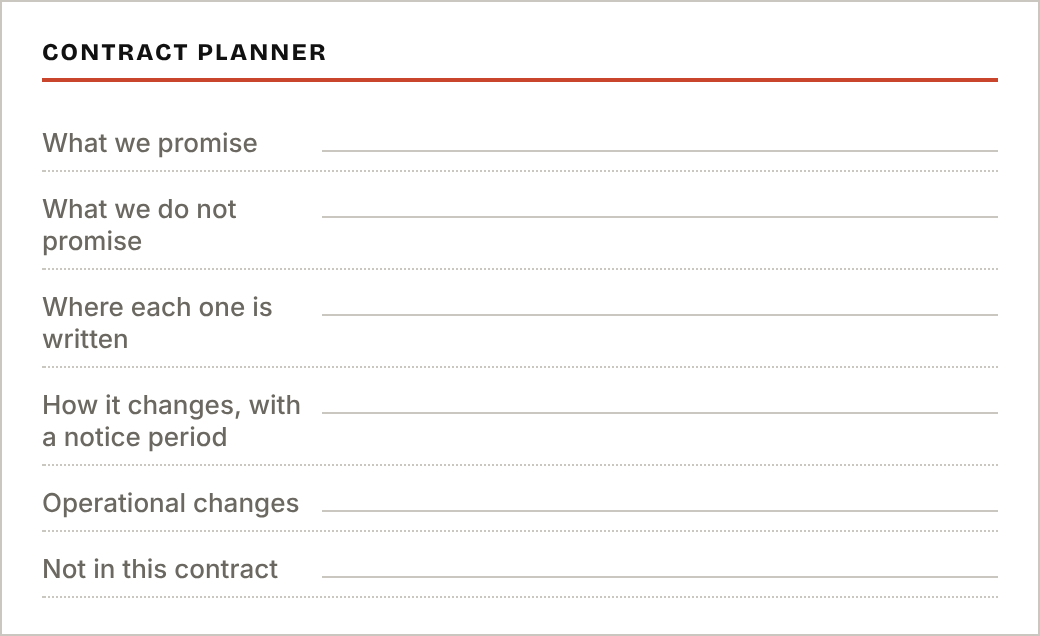 CONTRACT PLANNER
What we promise
What we do not
promise
Where each one is
written
How it changes, with
a notice period
Operational changes
Not in this contract